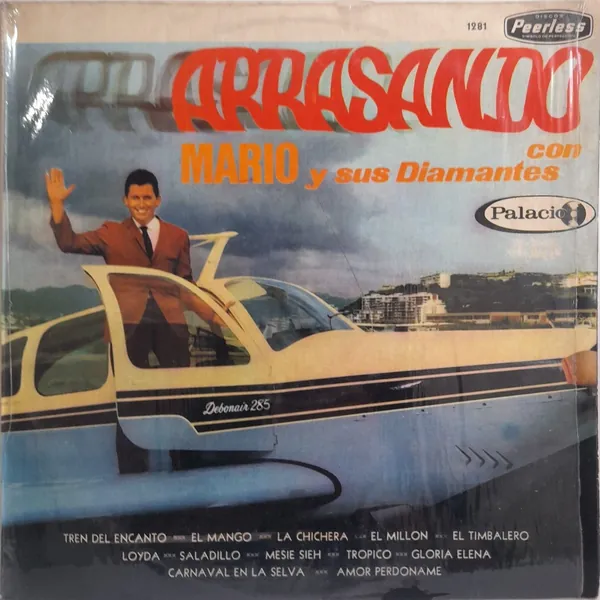 1281
DISCOS
Peerless
ARRASANDO
con
MARIO y sus Diamantes
Palacio
Debonair 285
TREN DEL ENCANTO *** EL MANGO *** LA CHICHERA *** EL MILLON *** EL TIMBALERO
LOYDA *** SALADILLO *** MESIE SIEH *** TROPICO *** GLORIA ELENA
CARNAVAL EN LA SELVA *** AMOR PERDONAME